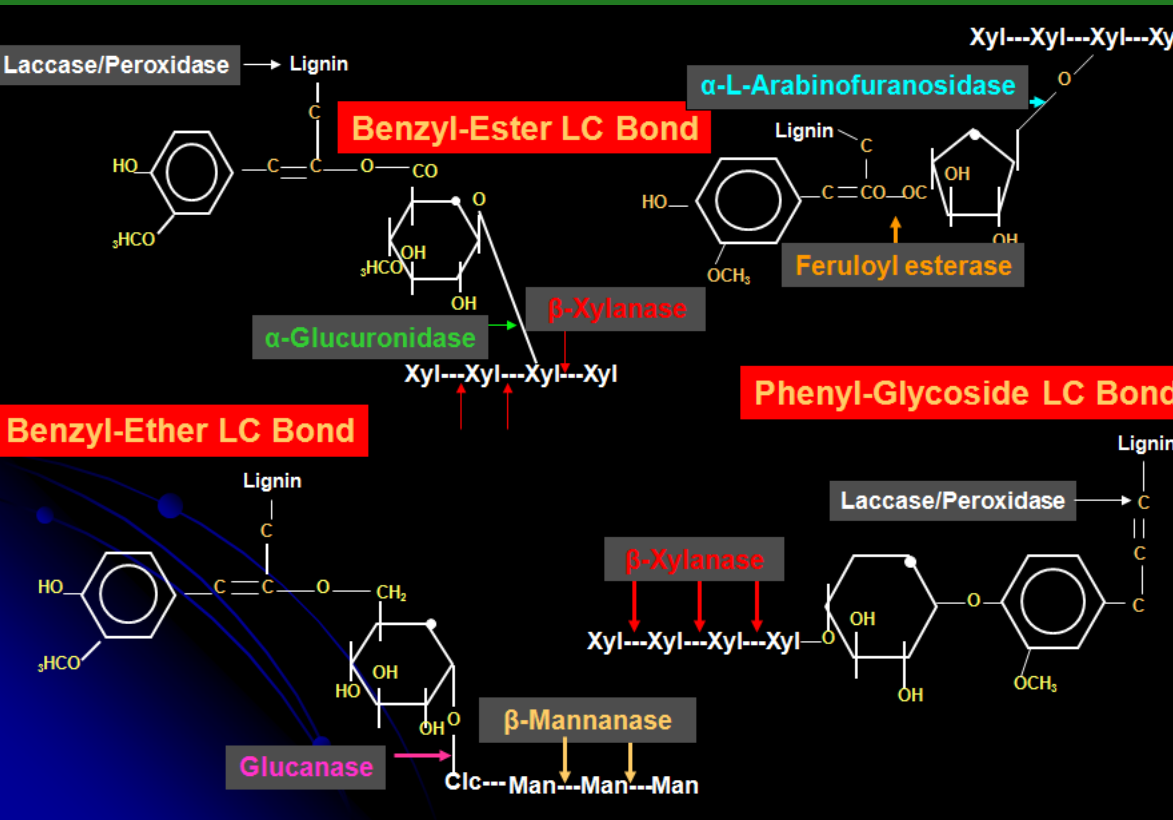 Laccase/Peroxidase
Lignin
C
Benzyl-Ester LC Bond
HO
C
C
O
CO
₃HCO
O
OH
₃HCO
OH
α-Glucuronidase
β-Xylanase
Xyl---Xyl---Xyl---Xyl
Xyl---Xyl---Xyl---Xy
O
α-L-Arabinofuranosidase
Lignin
C
HO
C
CO
OC
OH
OH
OCH₃
Feruloyl esterase
Benzyl-Ether LC Bond
Lignin
C
HO
C
C
O
CH₂
₃HCO
OH
HO
OH
O
Glucanase
β-Mannanase
Clc---Man---Man---Man
Phenyl-Glycoside LC Bond
Lignin
Laccase/Peroxidase
C
C
C
β-Xylanase
Xyl---Xyl---Xyl---Xyl
O
OH
OH
O
OCH₃